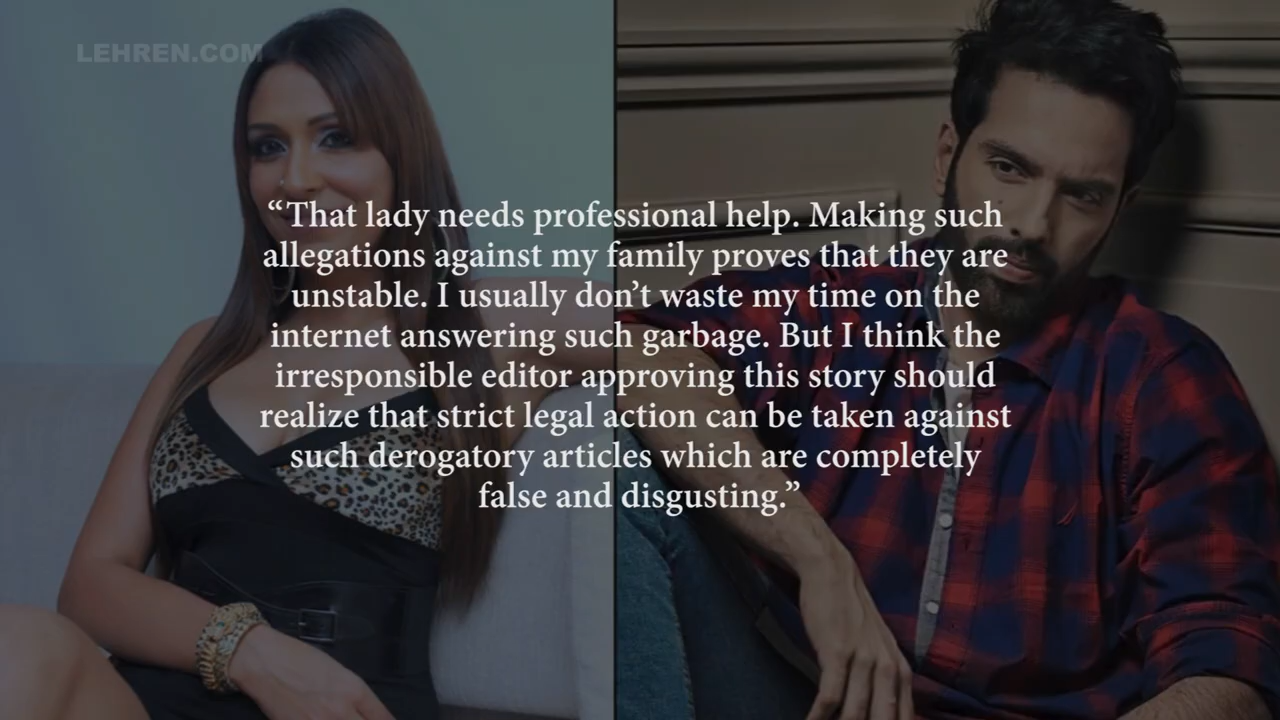 LEHREN.COM
“That lady needs professional help. Making such
allegations against my family proves that they are
unstable. I usually don’t waste my time on the
internet answering such garbage. But I think the
irresponsible editor approving this story should
realize that strict legal action can be taken against
such derogatory articles which are completely
false and disgusting.”